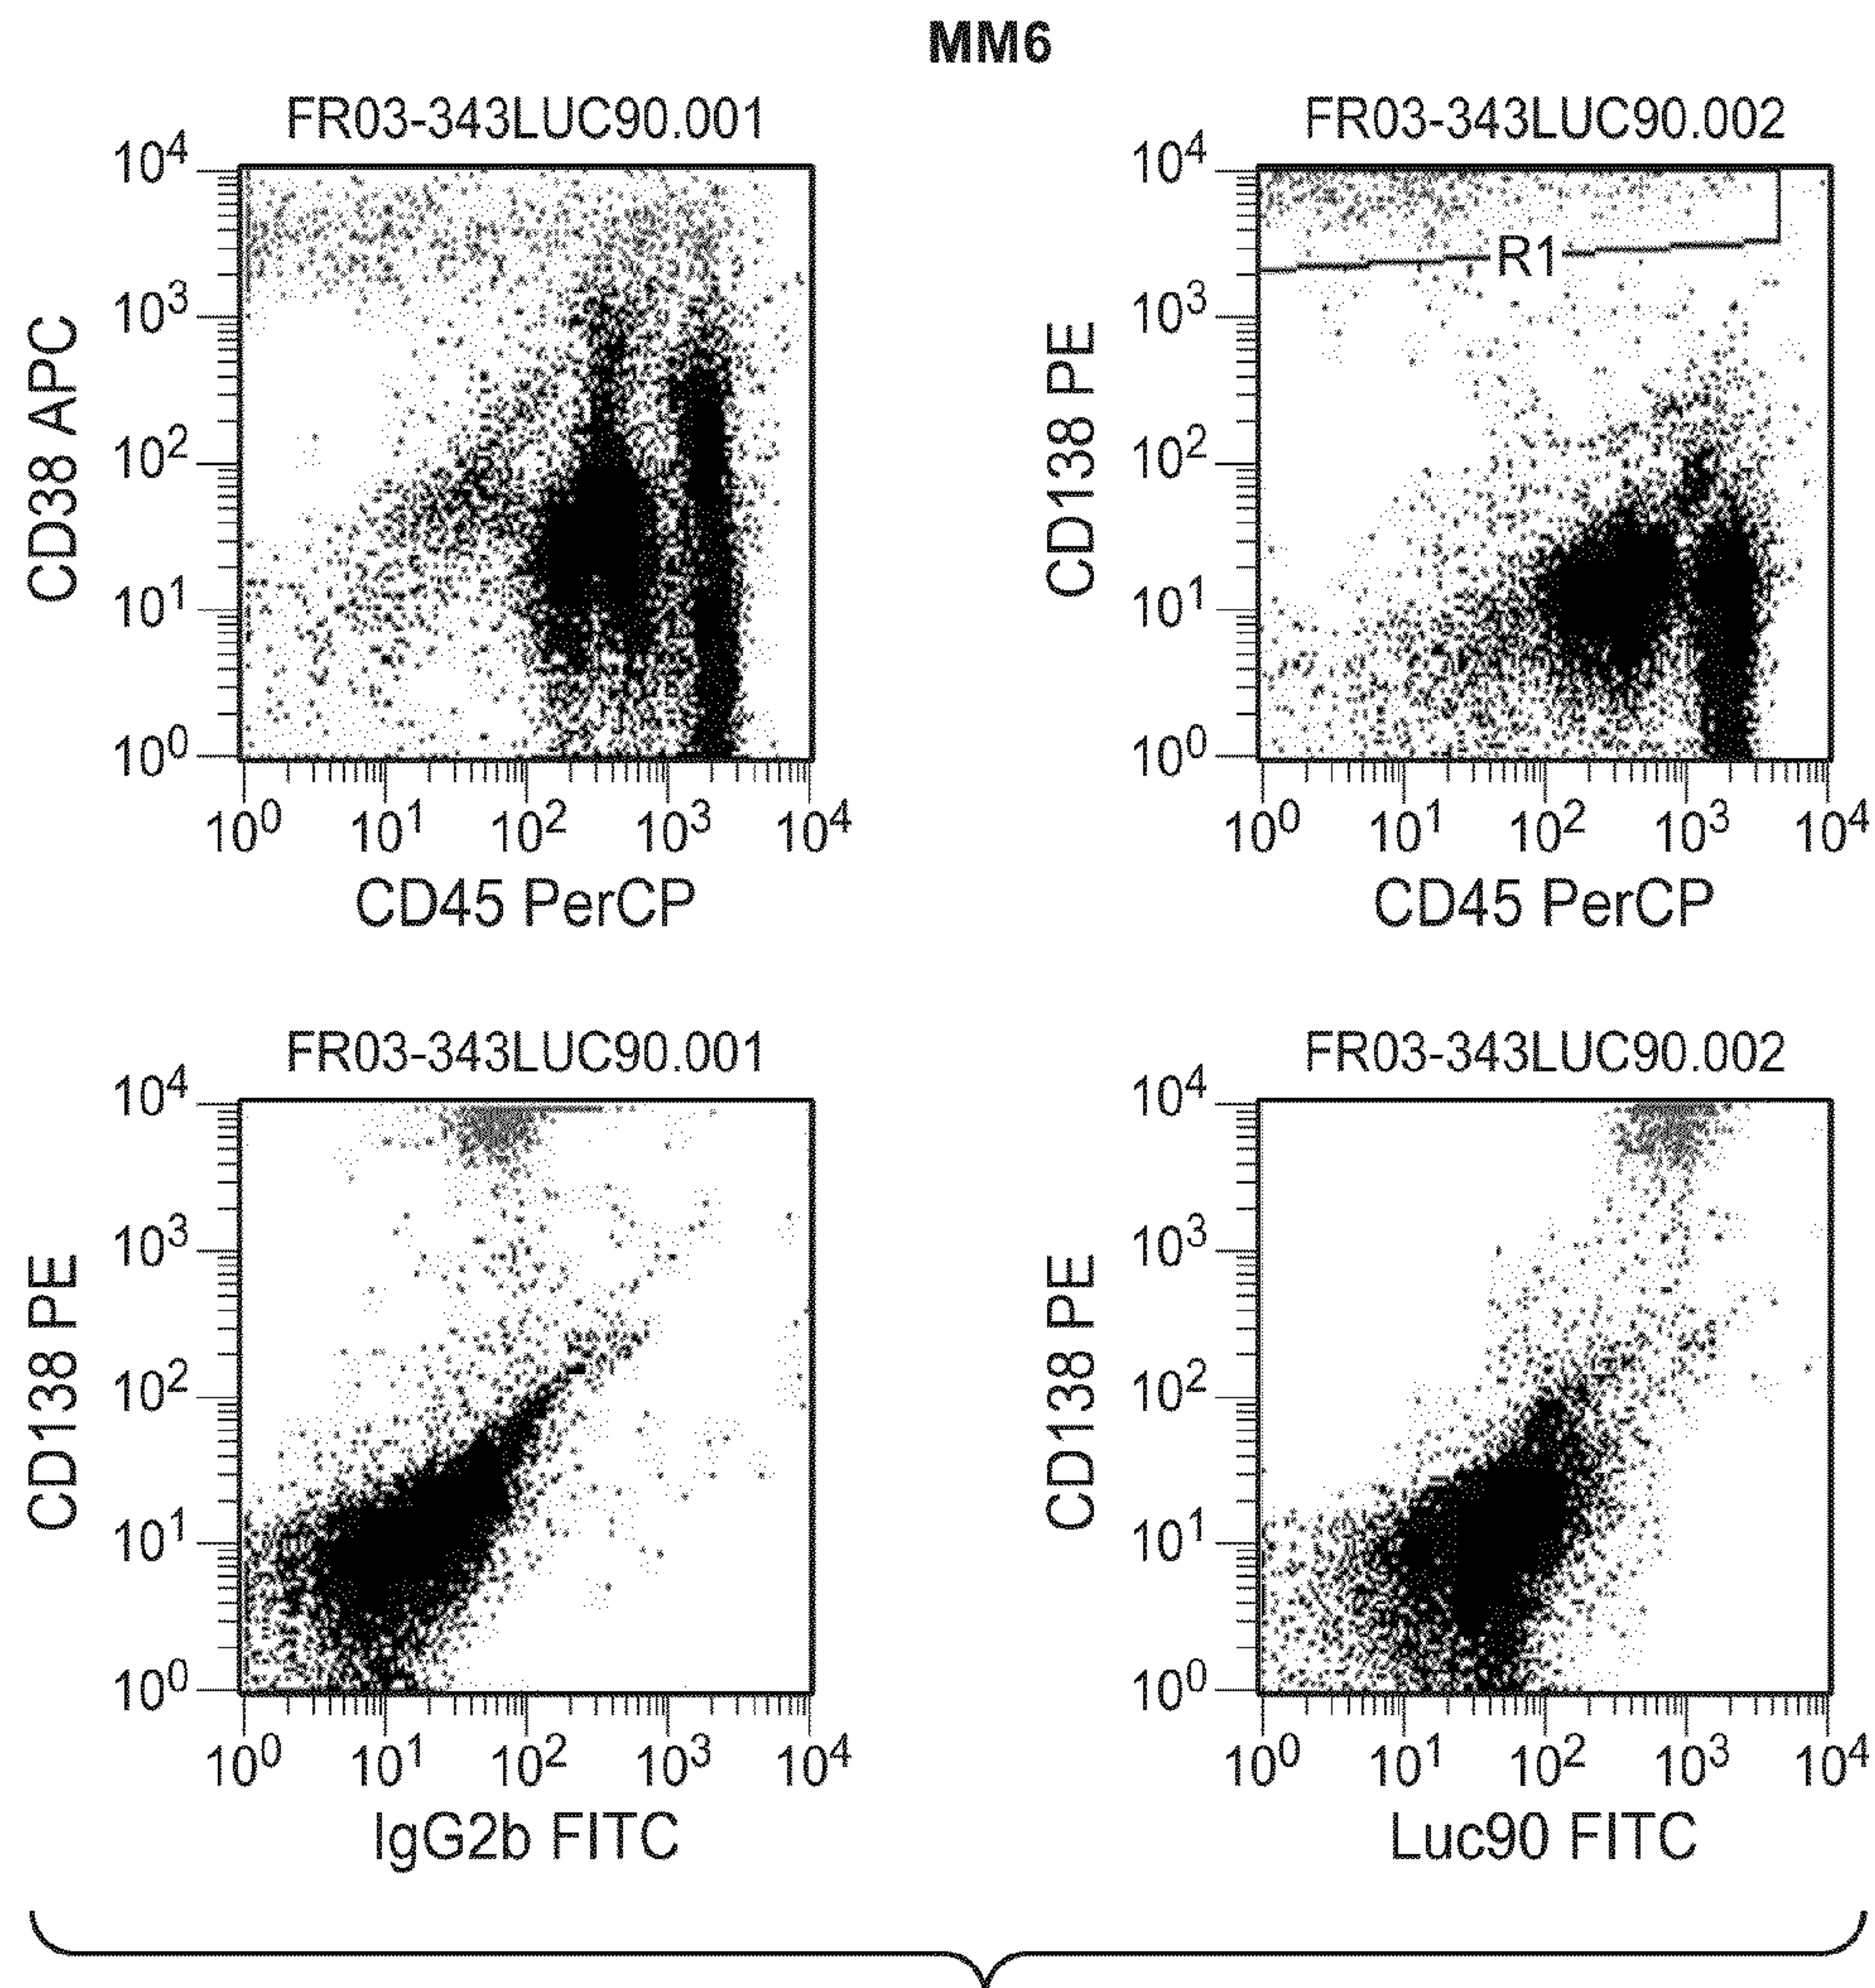 MM6
FR03-343LUC90.001
10^4
10^3
10^2
10^1
10^0
CD38 APC
10^0 10^1 10^2 10^3 10^4
CD45 PerCP
FR03-343LUC90.002
10^4
10^3
10^2
10^1
10^0
CD138 PE
R1
10^0 10^1 10^2 10^3 10^4
CD45 PerCP
FR03-343LUC90.001
10^4
10^3
10^2
10^1
10^0
CD138 PE
10^0 10^1 10^2 10^3 10^4
IgG2b FITC
FR03-343LUC90.002
10^4
10^3
10^2
10^1
10^0
CD138 PE
10^0 10^1 10^2 10^3 10^4
Luc90 FITC